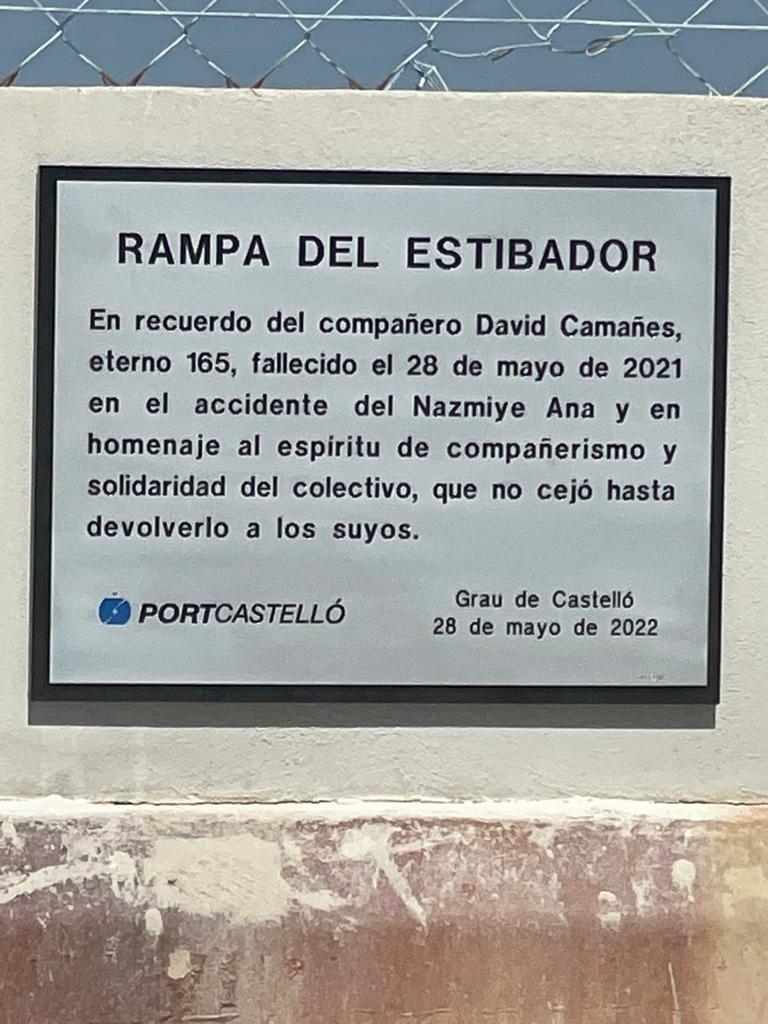 RAMPA DEL ESTIBADOR
En recuerdo del compañero David Camañes,
eterno 165, fallecido el 28 de mayo de 2021
en el accidente del Nazmiye Ana y en
homenaje al espíritu de compañerismo y
solidaridad del colectivo, que no cejó hasta
devolverlo a los suyos.
PORTCASTELLÓ
Grau de Castelló
28 de mayo de 2022